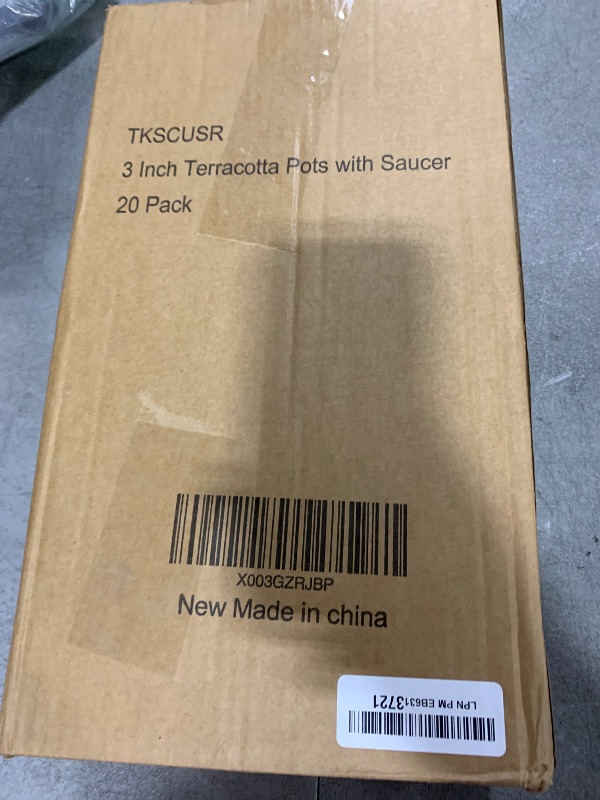 TKSCUSR
3 Inch Terracotta Pots with Saucer
20 Pack
X003GZRJBP
New Made in china
LPN PM EB6313721